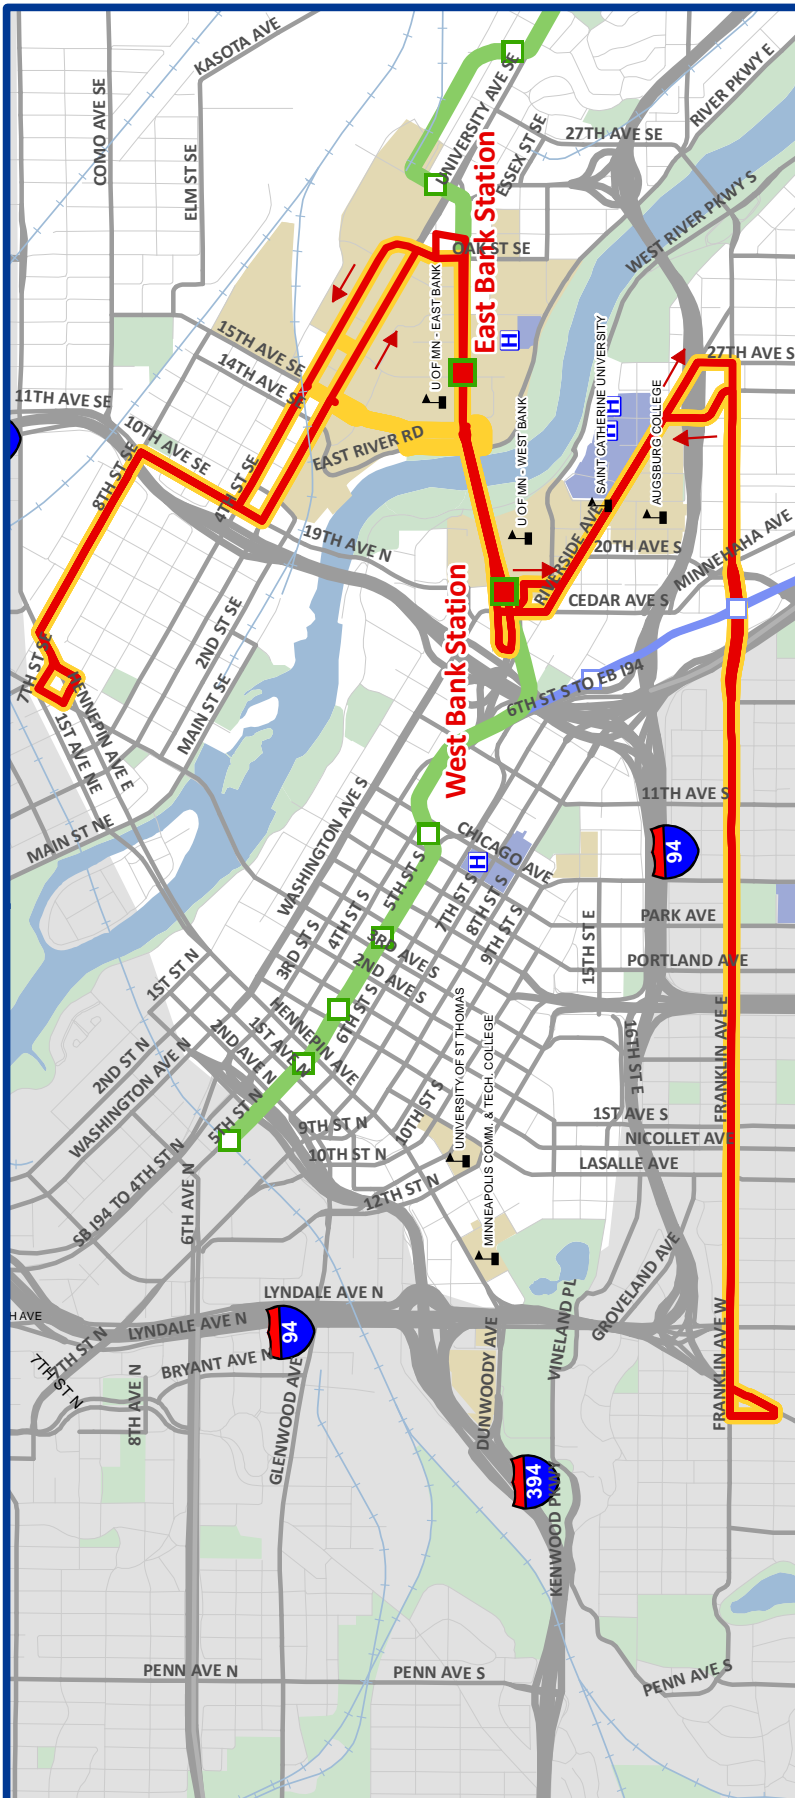 KASOTA AVE
COMO AVE SE
ELM ST SE
UNIVERSITY AVE SE
ESSEX ST SE
27TH AVE SE
RIVER PKWY E
WEST RIVER PKWY S
East Bank Station
OAK ST SE
U OF MN - EAST BANK
H
15TH AVE SE
14TH AVE SE
11TH AVE SE
10TH AVE SE
8TH ST SE
4TH ST SE
EAST RIVER RD
U OF MN - WEST BANK
SAINT CATHERINE UNIVERSITY
H
H
AUGSBURG COLLEGE
27TH AVE S
19TH AVE N
RIVERSIDE AVE
20TH AVE S
MINNEHAHA AVE
CEDAR AVE S
West Bank Station
7TH ST SE
HENNEPIN AVE E
1ST AVE NE
2ND ST SE
MAIN ST SE
MAIN ST NE
6TH ST S TO EB I94
11TH AVE S
94
WASHINGTON AVE S
CHICAGO AVE
H
5TH ST S
4TH ST S
3RD ST S
7TH ST S
8TH ST S
9TH ST S
15TH ST E
PARK AVE
PORTLAND AVE
3RD AVE S
2ND AVE S
6TH ST S
HENNEPIN AVE
1ST AVE N
2ND AVE N
1ST ST N
2ND ST N
WASHINGTON AVE N
5TH ST N
UNIVERSITY OF ST THOMAS
MINNEAPOLIS COMM. & TECH. COLLEGE
16TH ST E
FRANKLIN AVE E
1ST AVE S
NICOLLET AVE
LASALLE AVE
9TH ST N
10TH ST N
10TH ST S
12TH ST N
SB I94 TO 4TH ST N
6TH AVE N
LYNDALE AVE N
LYNDALE AVE N
94
H AVE
7TH ST N
7TH ST N
BRYANT AVE N
8TH AVE N
GLENWOOD AVE
DUNWOODY AVE
VINELAND PL
GROVELAND AVE
FRANKLIN AVE W
394
KENWOOD PKWY
PENN AVE N
PENN AVE S
PENN AVE S